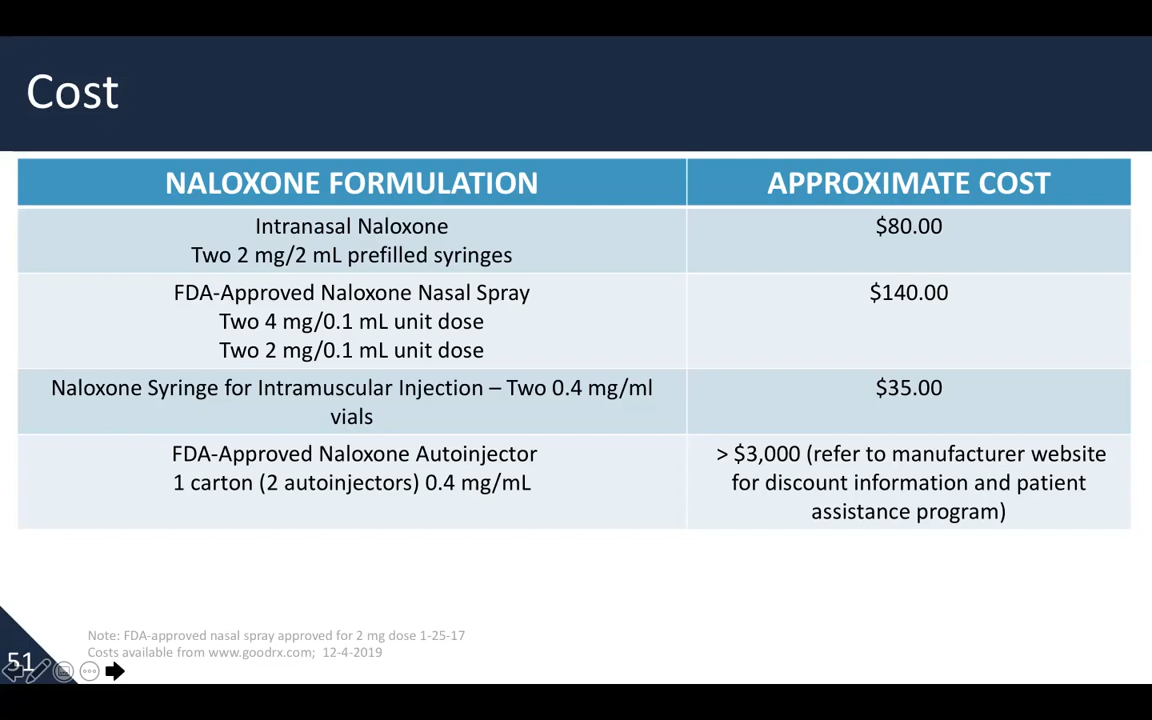 Cost
NALOXONE FORMULATION
APPROXIMATE COST
Intranasal Naloxone
Two 2 mg/2 mL prefilled syringes
$80.00
FDA-Approved Naloxone Nasal Spray
Two 4 mg/0.1 mL unit dose
Two 2 mg/0.1 mL unit dose
$140.00
Naloxone Syringe for Intramuscular Injection – Two 0.4 mg/ml
vials
$35.00
FDA-Approved Naloxone Autoinjector
1 carton (2 autoinjectors) 0.4 mg/mL
> $3,000 (refer to manufacturer website
for discount information and patient
assistance program)
Note: FDA-approved nasal spray approved for 2 mg dose 1-25-17
Costs available from www.goodrx.com; 12-4-2019
51